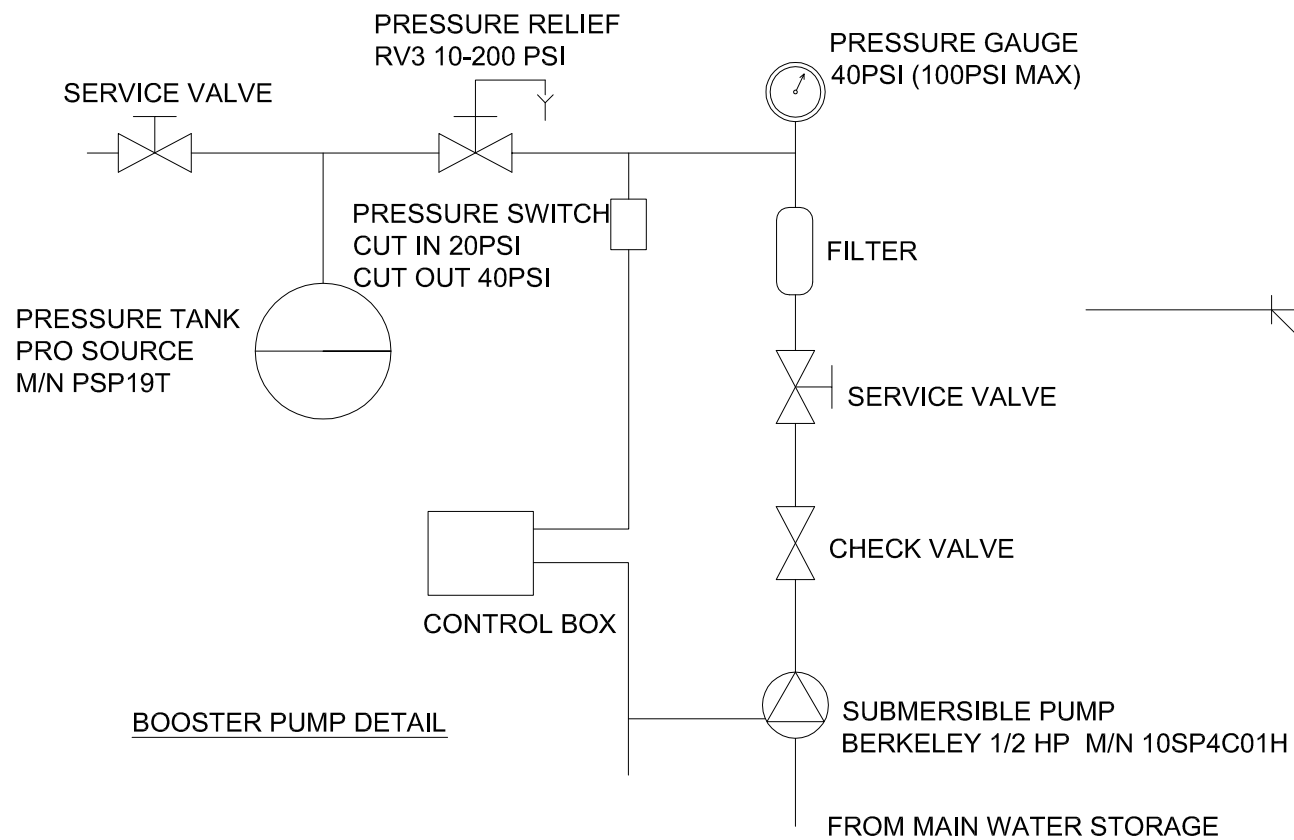 PRESSURE RELIEF
RV3 10-200 PSI
PRESSURE GAUGE
40PSI (100PSI MAX)
SERVICE VALVE
PRESSURE SWITCH
CUT IN 20PSI
CUT OUT 40PSI
FILTER
PRESSURE TANK
PRO SOURCE
M/N PSP19T
SERVICE VALVE
CHECK VALVE
CONTROL BOX
BOOSTER PUMP DETAIL
SUBMERSIBLE PUMP
BERKELEY 1/2 HP M/N 10SP4C01H
FROM MAIN WATER STORAGE